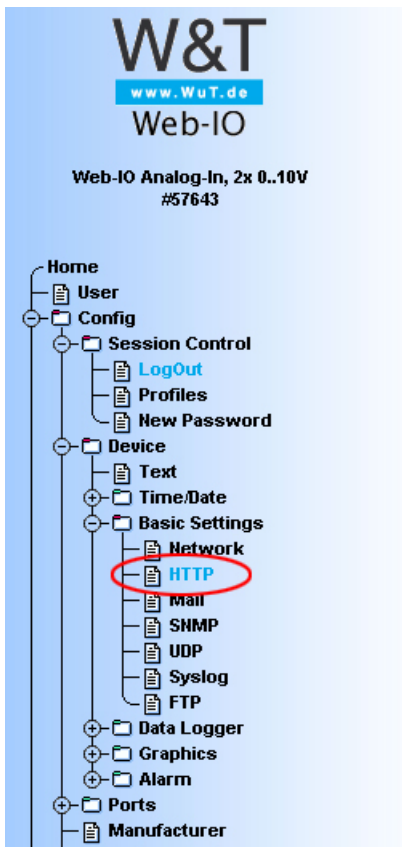 W&T
www.WuT.de
Web-IO
Web-IO Analog-In, 2x 0..10V
#57643
Home
User
Config
Session Control
LogOut
Profiles
New Password
Device
Text
Time/Date
Basic Settings
Network
HTTP
Mail
SNMP
UDP
Syslog
FTP
Data Logger
Graphics
Alarm
Ports
Manufacturer